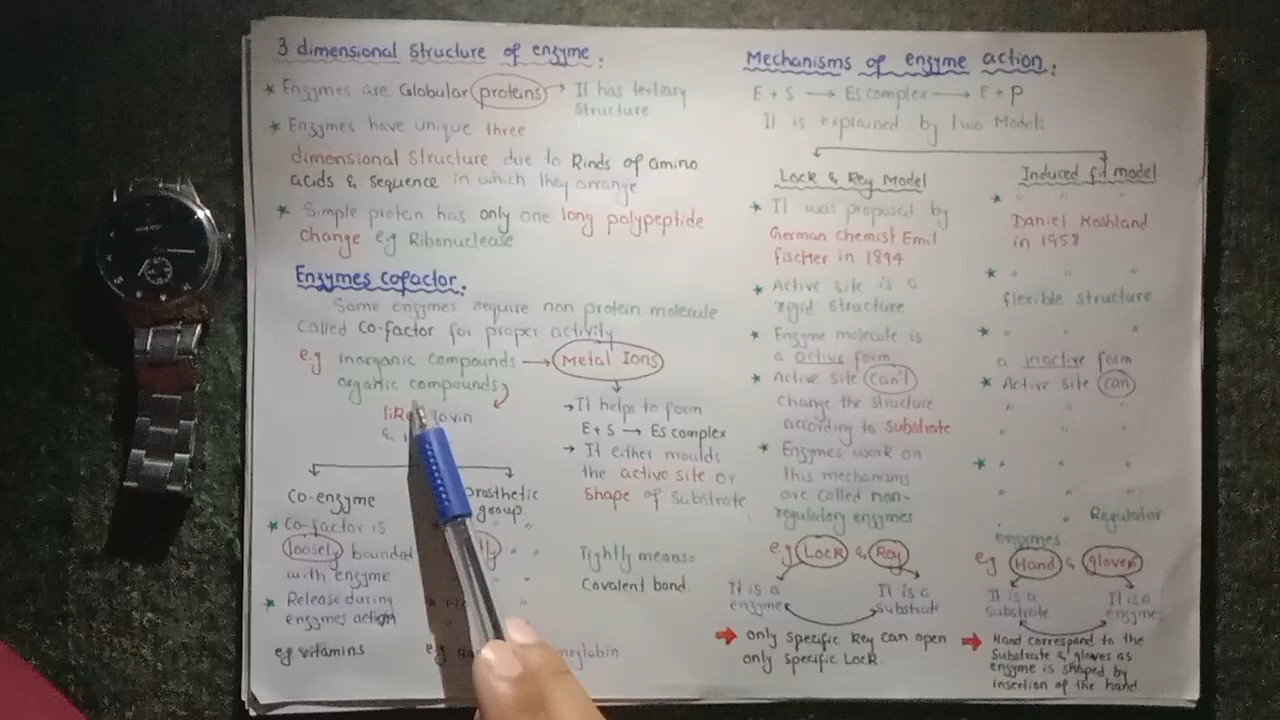 3 dimensional structure of enzyme:
* Enzymes are Globular proteins → It has tertiary
structure
* Enzymes have unique three
dimensional structure due to Kinds of amino
acids & sequence in which they arrange
* Simple protein has only one long polypeptide
change eg Ribonuclease
Enzymes cofactor:
Some enzymes require non protein molecule
called co-factor for proper activity
e.g inorganic compounds → Metal Ions
organic compounds
like
&
→ It helps to form
E + S → Es complex
→ It either moulds
the active site or
shape of substrate
Co-enzyme
* Co-factor is
loosely bounded
with enzyme
* Release during
enzymes action
eg vitamins
prosthetic
group
" "
" "
"
"
eg
Tightly means=
Covalent bond.
Mechanisms of enzyme action:
E + S → Es complex → E + P
It is explained by two Models
Lock & Key Model
* It was proposed by
German chemist Emil
fischer in 1894
* Active site is a
rigid structure
* Enzyme molecule is
a active form
* Active site can't
change the structure
according to substrate
* Enzymes work on
this mechanisms
are called non-
regulatory enzymes
e.g Lock & Key
It is a
enzyme
It is a
substrate
➡ only specific key can open
only specific Lock.
Induced fit model
* " " "
Daniel Koshland
in 1958
* " " "
flexible structure
* " " "
a inactive form
* Active site can
" " "
" " "
* " " "
" " "
" " Regulator
enzymes
eg Hand & gloves
It is a
substrate
It is a
enzymes
➡ Hand correspond to the
substrate & gloves as
enzyme is shaped by
insertion of the hand